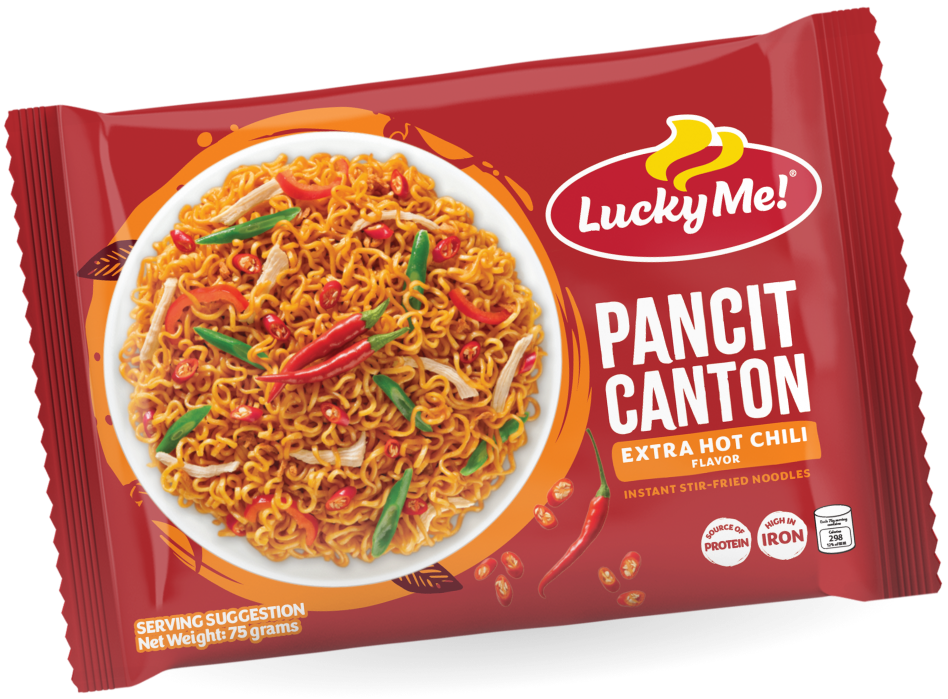 Lucky Me!®
PANCIT
CANTON
EXTRA HOT CHILI
FLAVOR
INSTANT STIR-FRIED NOODLES
SOURCE OF
PROTEIN
HIGH IN
IRON
Calories
298
SERVING SUGGESTION
Net Weight: 75 grams